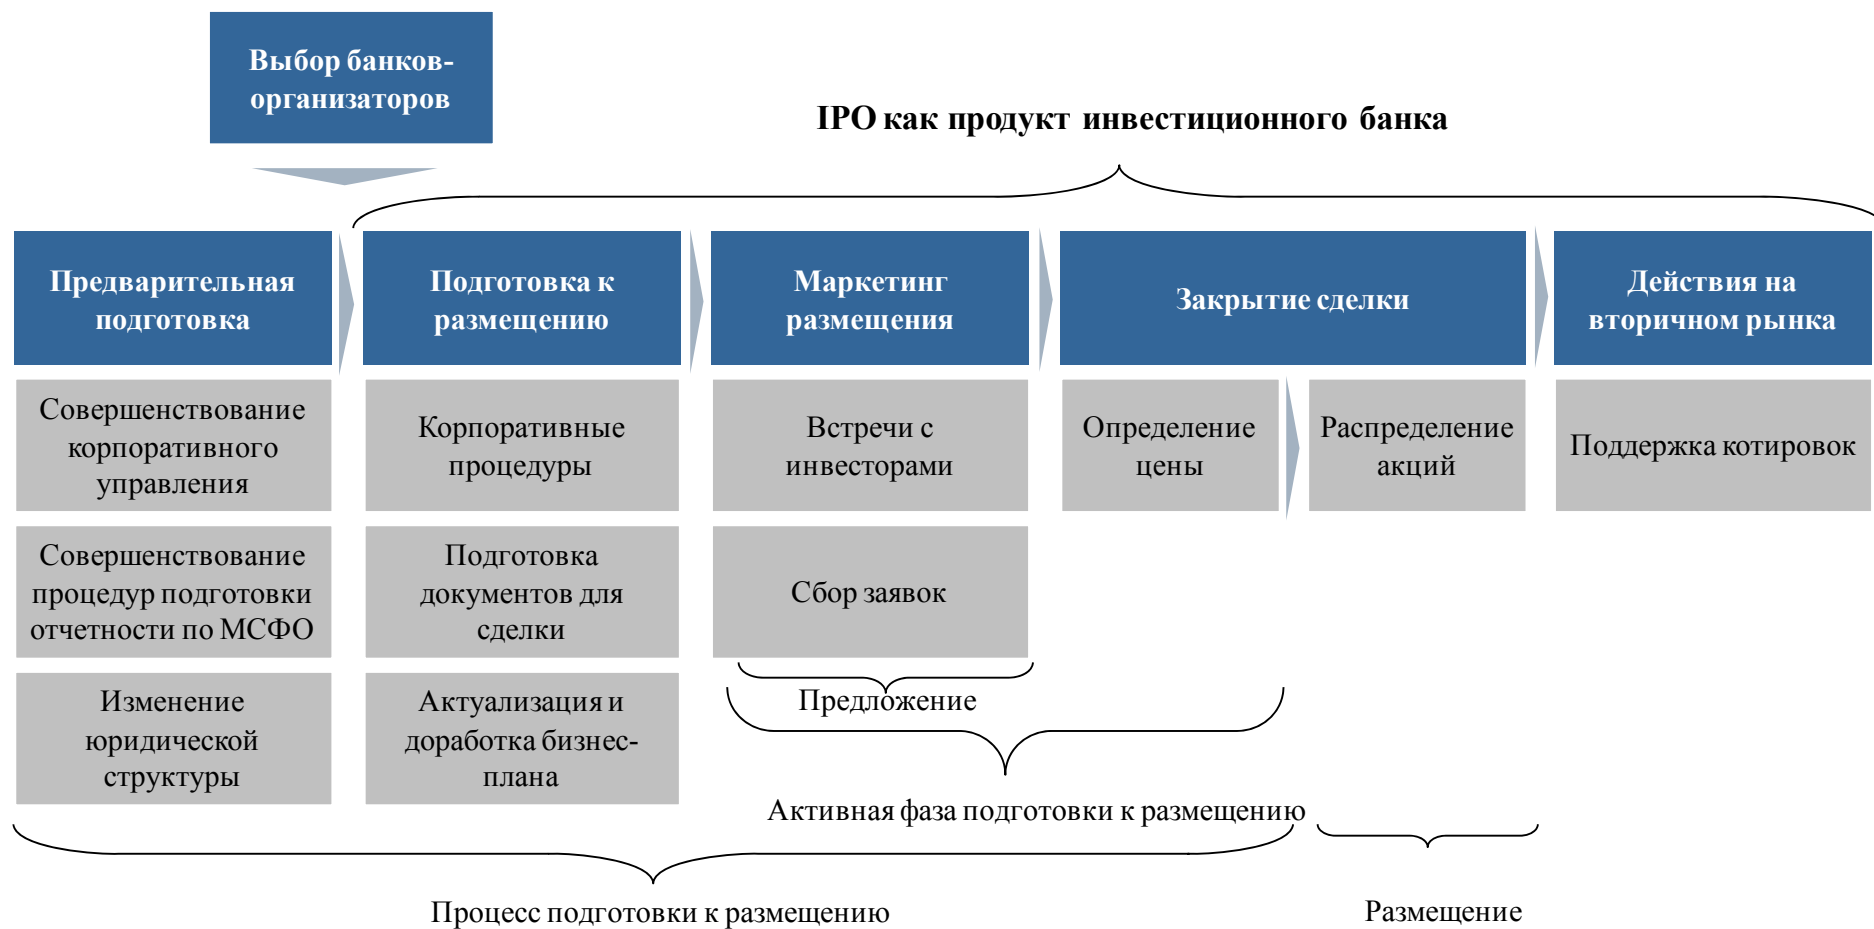 Выбор банков-
организаторов
IPO как продукт инвестиционного банка
Предварительная
подготовка
Подготовка к
размещению
Маркетинг
размещения
Закрытие сделки
Действия на
вторичном рынка
Совершенствование
корпоративного
управления
Корпоративные
процедуры
Встречи с
инвесторами
Определение
цены
Распределение
акций
Поддержка котировок
Совершенствование
процедур подготовки
отчетности по МСФО
Подготовка
документов для
сделки
Сбор заявок
Изменение
юридической
структуры
Актуализация и
доработка бизнес-
плана
Предложение
Активная фаза подготовки к размещению
Процесс подготовки к размещению
Размещение